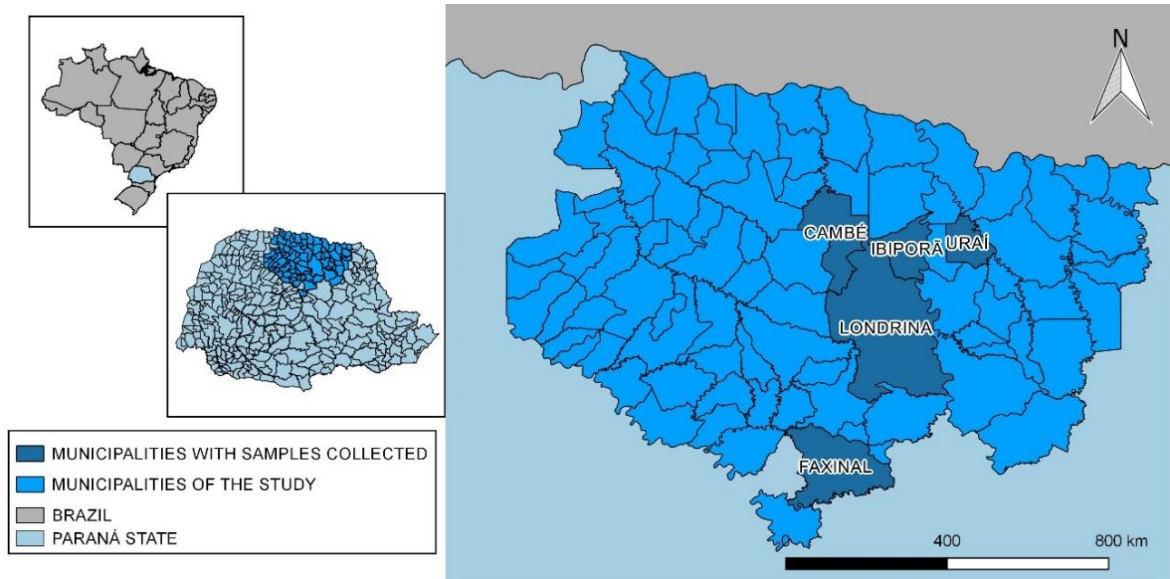 N
CAMBÉ
IBIPORÃ
URAÍ
LONDRINA
FAXINAL
MUNICIPALITIES WITH SAMPLES COLLECTED
MUNICIPALITIES OF THE STUDY
BRAZIL
PARANÁ STATE
0 400 800 km